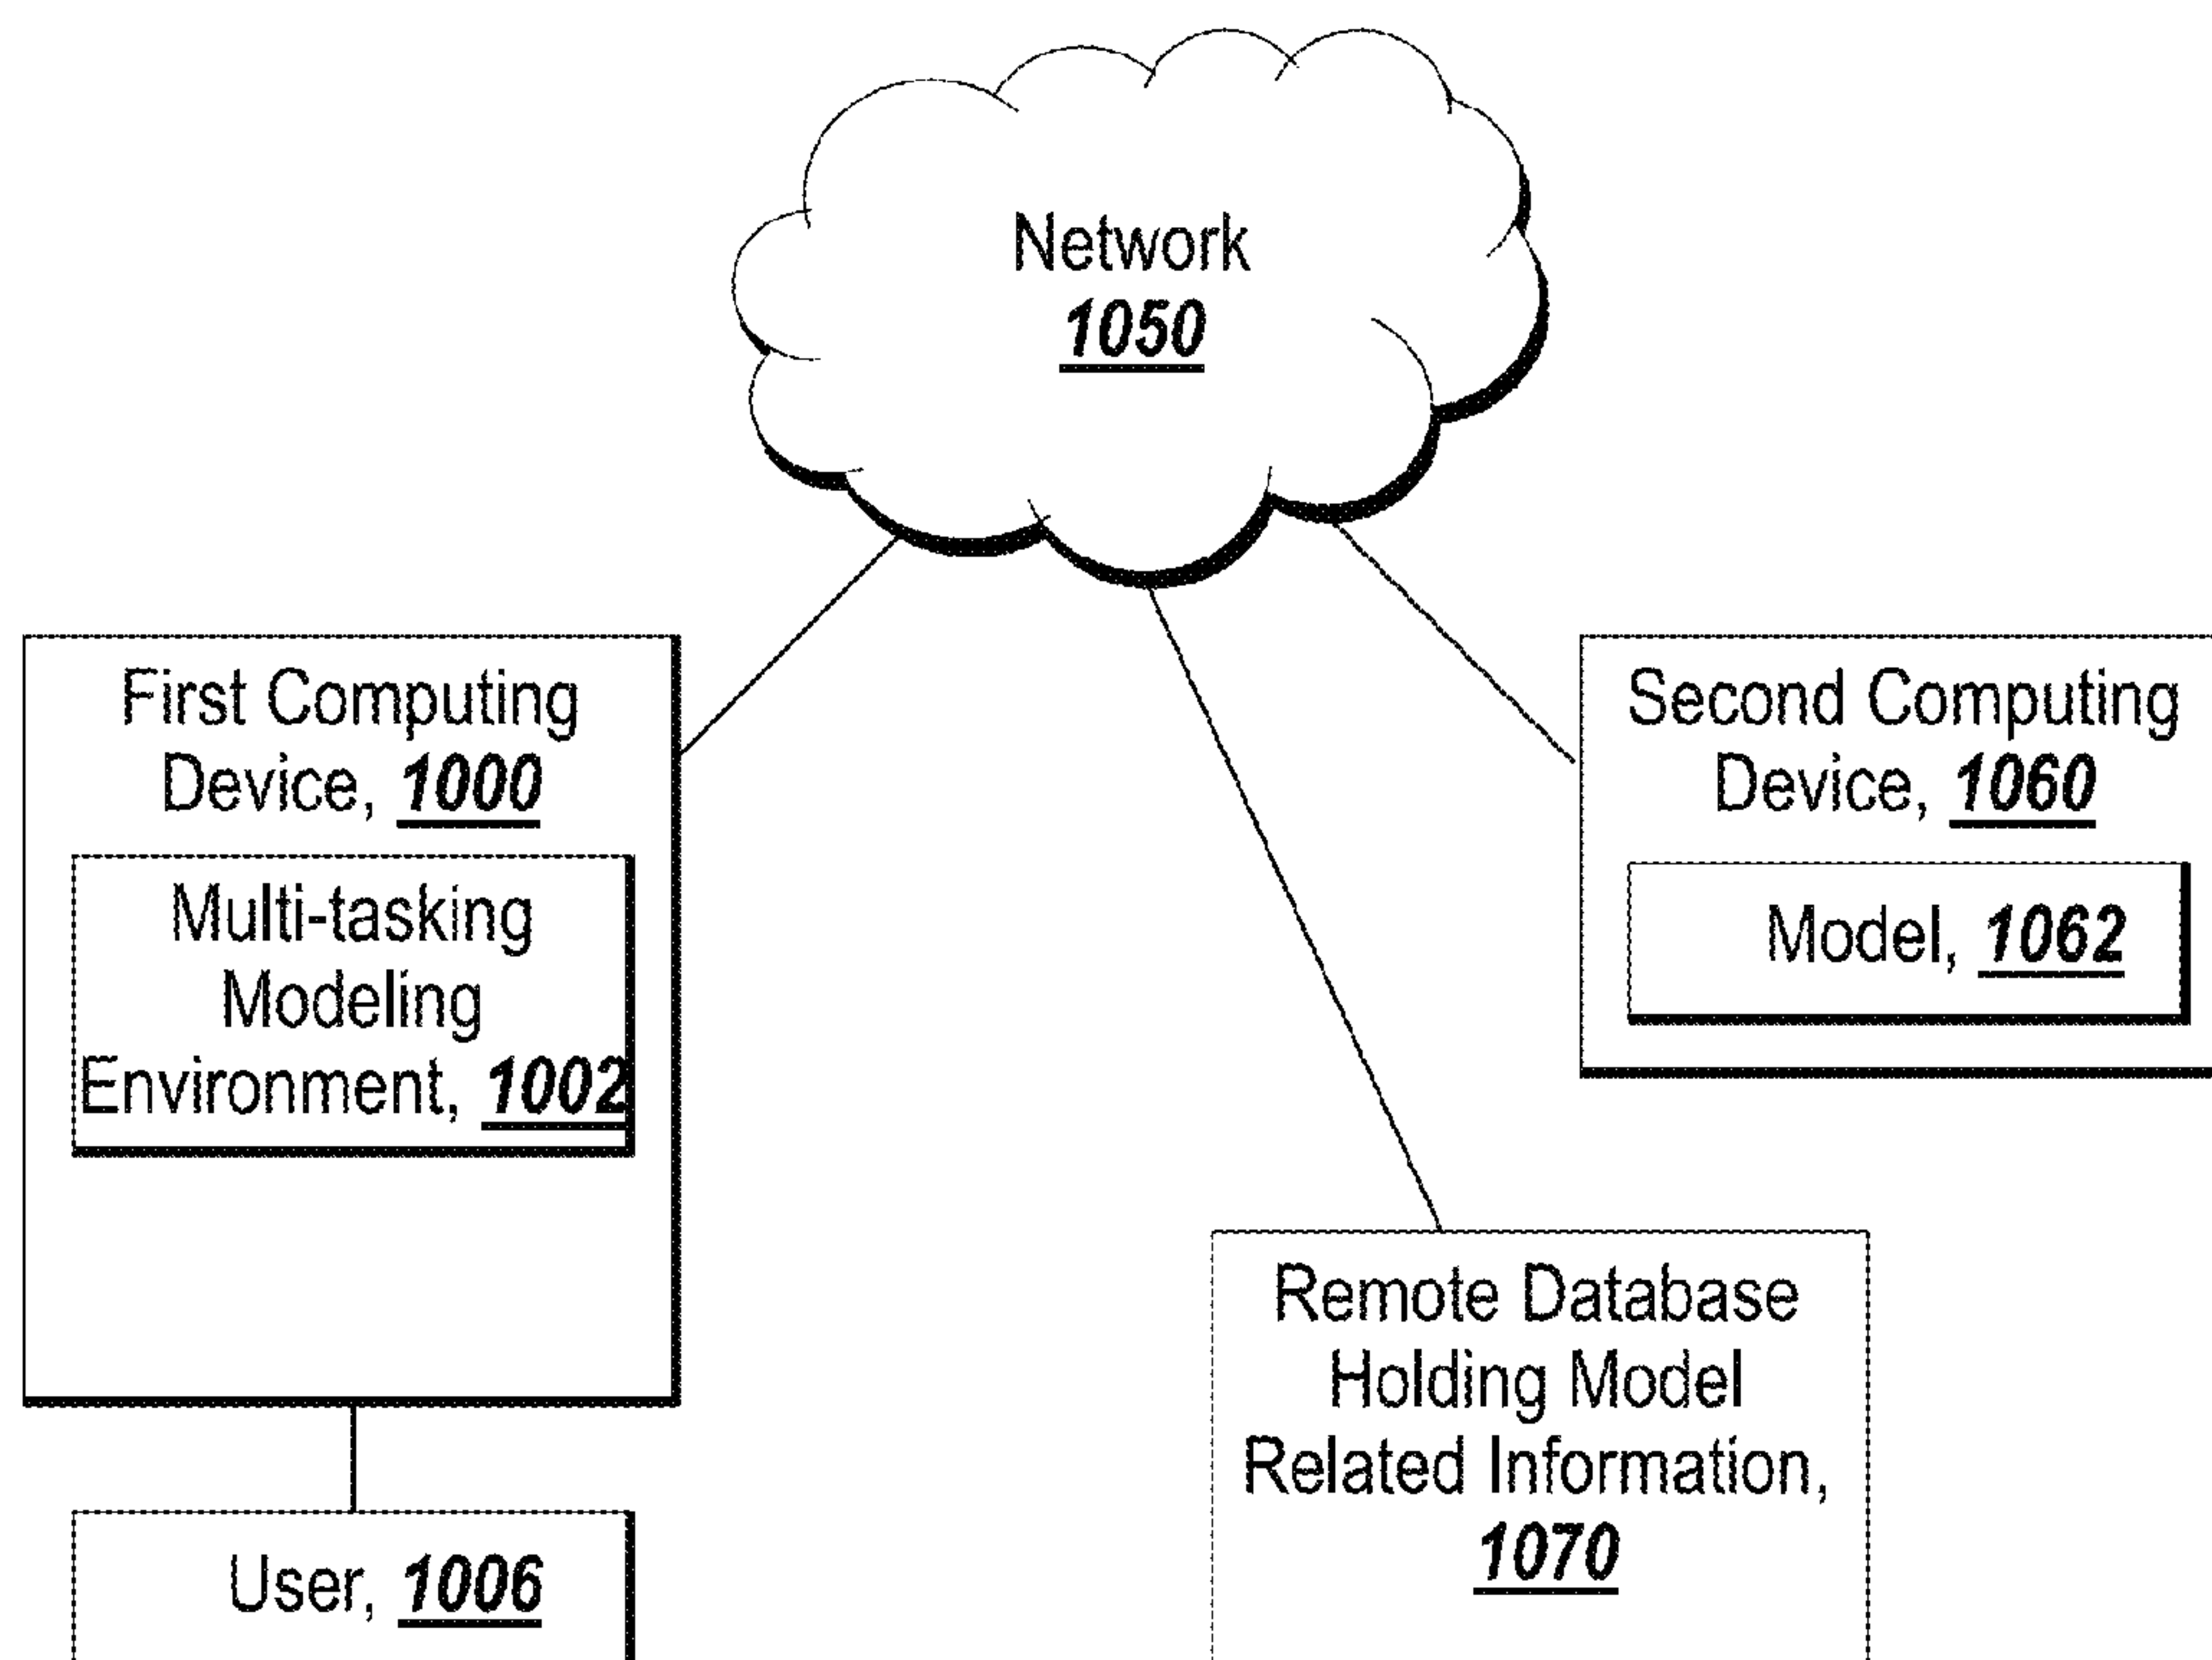 Network
1050
First Computing
Device, 1000
Multi-tasking
Modeling
Environment, 1002
Second Computing
Device, 1060
Model, 1062
Remote Database
Holding Model
Related Information,
1070
User, 1006